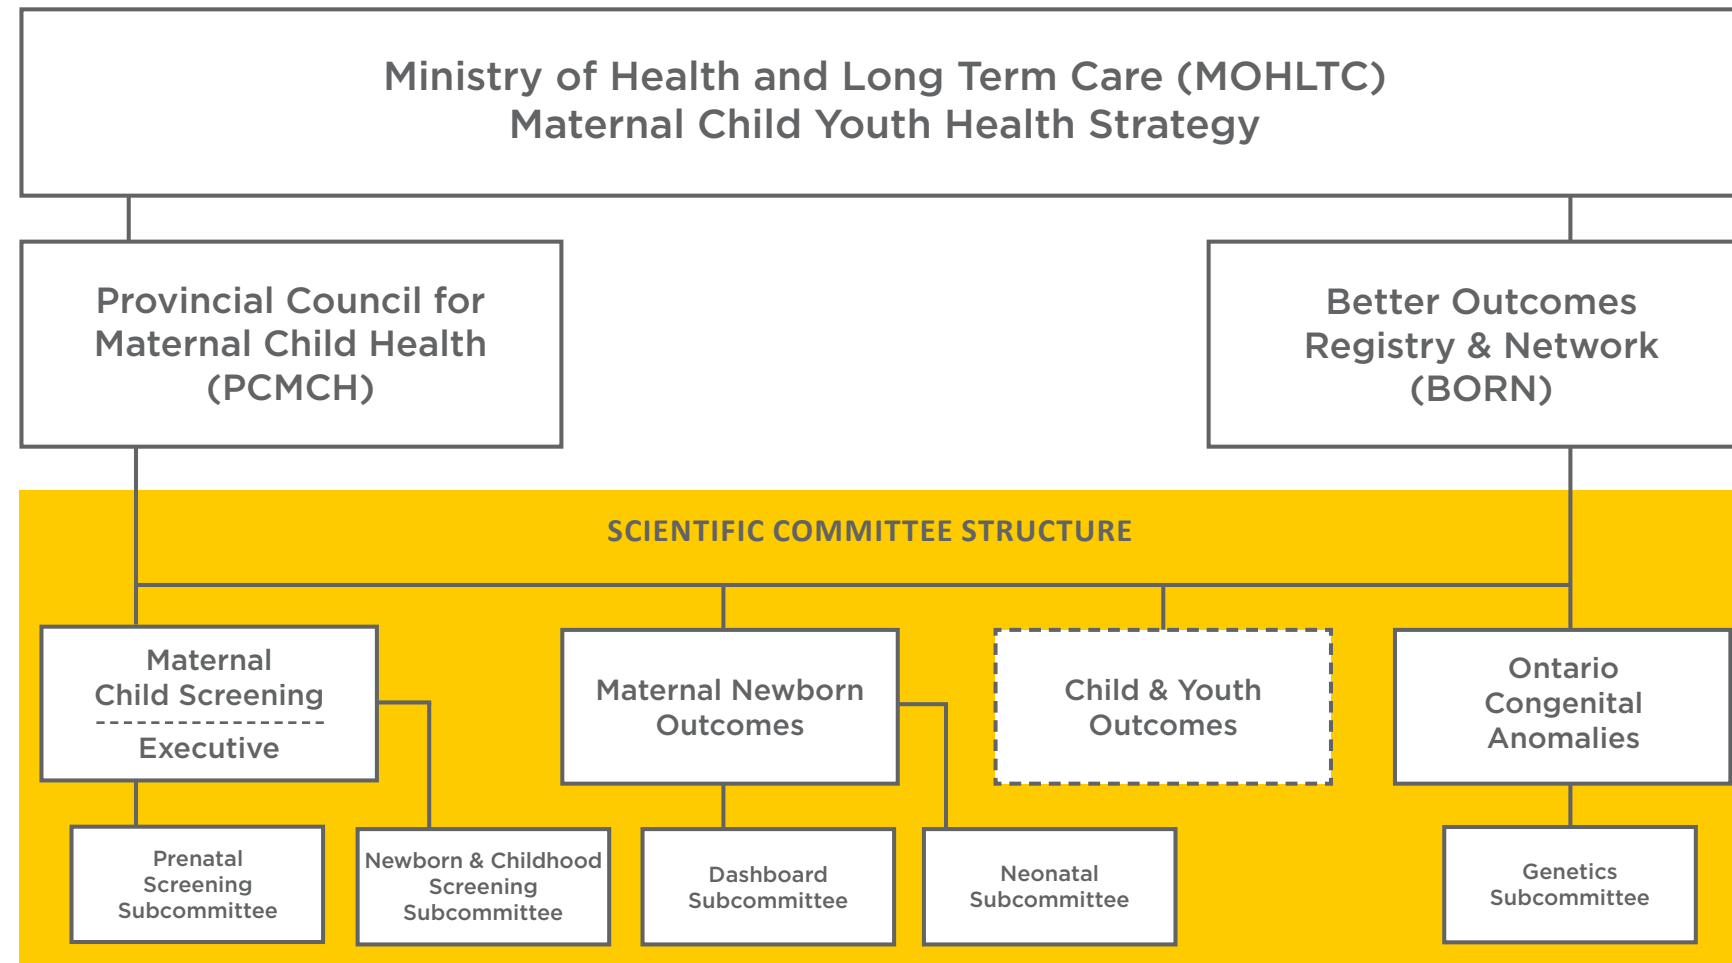 Ministry of Health and Long Term Care (MOHLTC)
Maternal Child Youth Health Strategy
Provincial Council for
Maternal Child Health
(PCMCH)
Better Outcomes
Registry & Network
(BORN)
SCIENTIFIC COMMITTEE STRUCTURE
Maternal
Child Screening
Executive
Maternal Newborn
Outcomes
Child & Youth
Outcomes
Ontario
Congenital
Anomalies
Prenatal
Screening
Subcommittee
Newborn & Childhood
Screening
Subcommittee
Dashboard
Subcommittee
Neonatal
Subcommittee
Genetics
Subcommittee